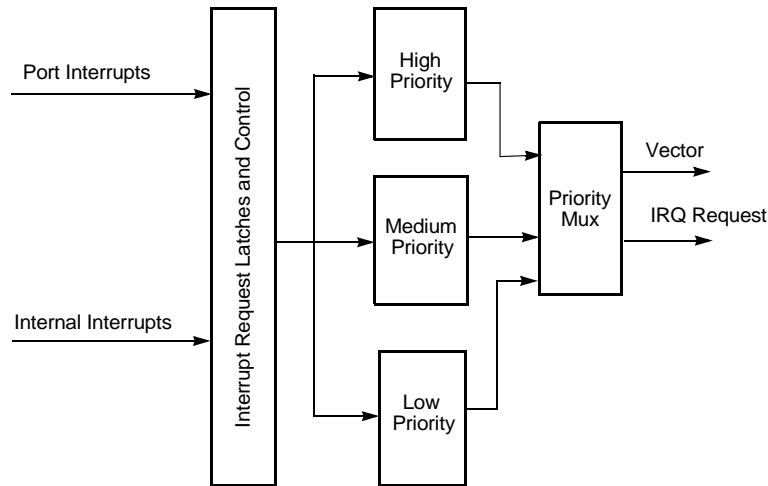 Port Interrupts
Internal Interrupts
Interrupt Request Latches and Control
High
Priority
Medium
Priority
Low
Priority
Priority
Mux
Vector
IRQ Request